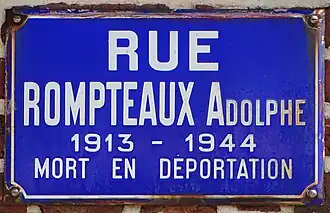 RUE
ROMPTEAUX ADOLPHE
1913 - 1944
MORT EN DÉPORTATION